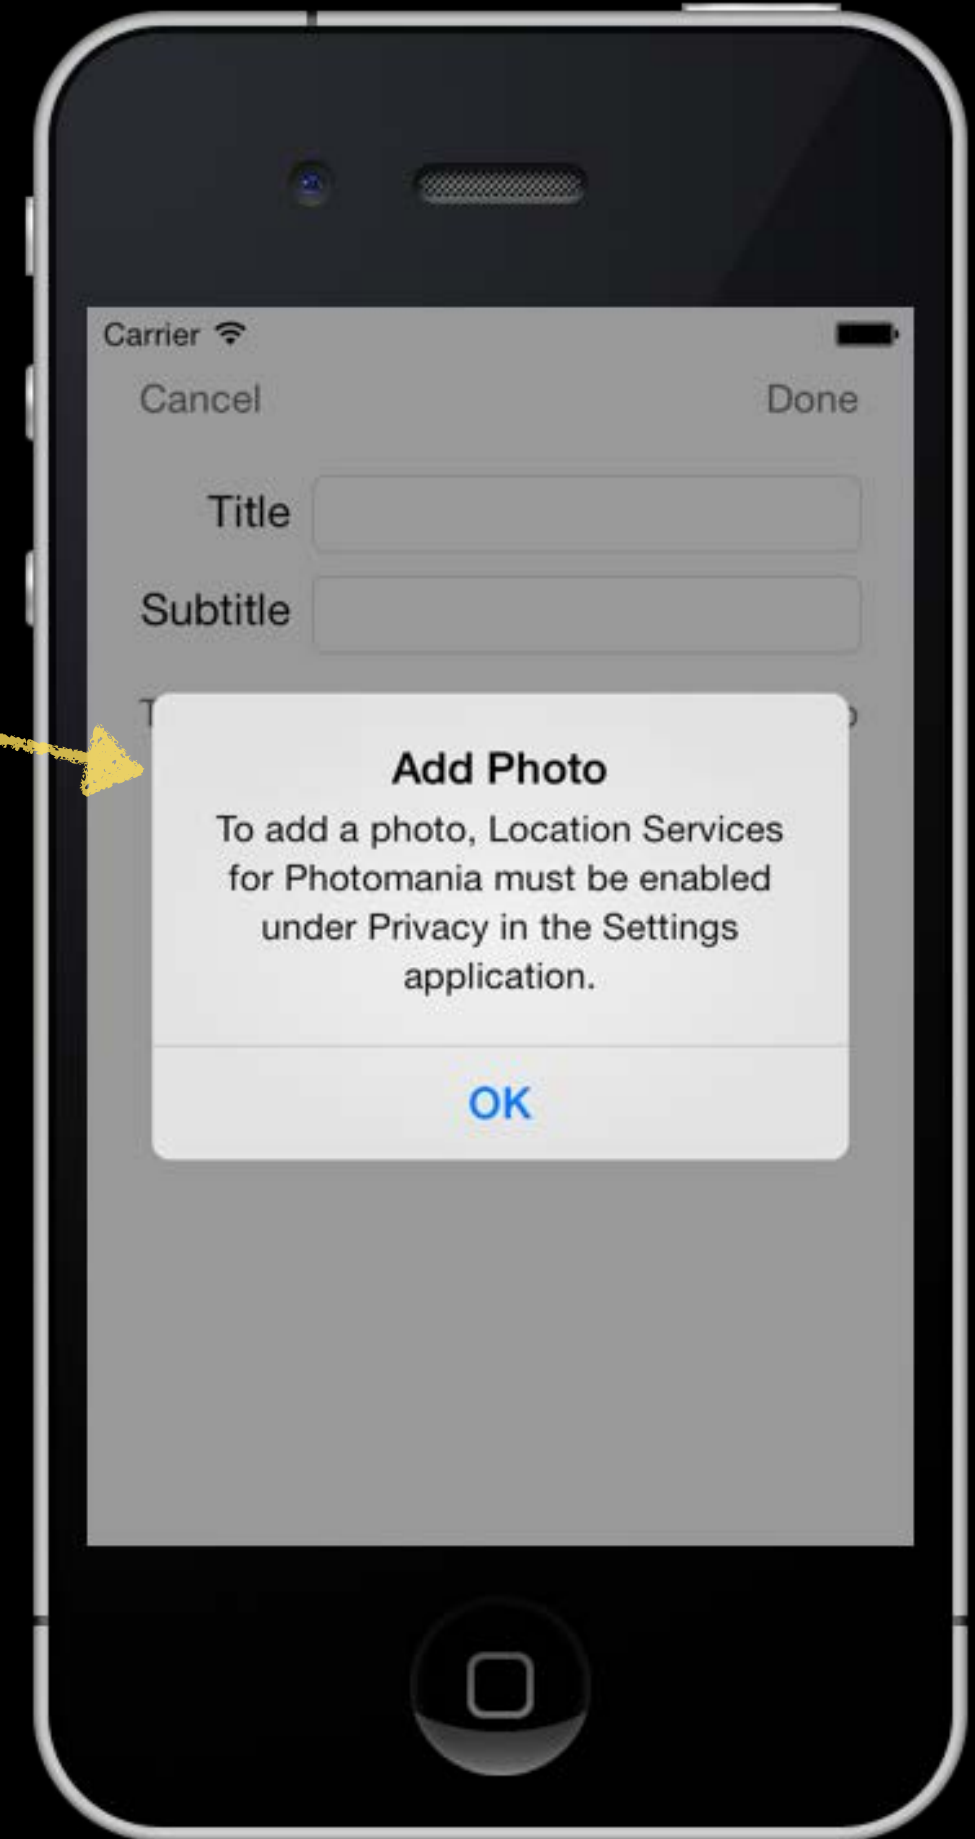 Carrier
Cancel Done
Title
Subtitle
Add Photo
To add a photo, Location Services
for Photomania must be enabled
under Privacy in the Settings
application.
OK